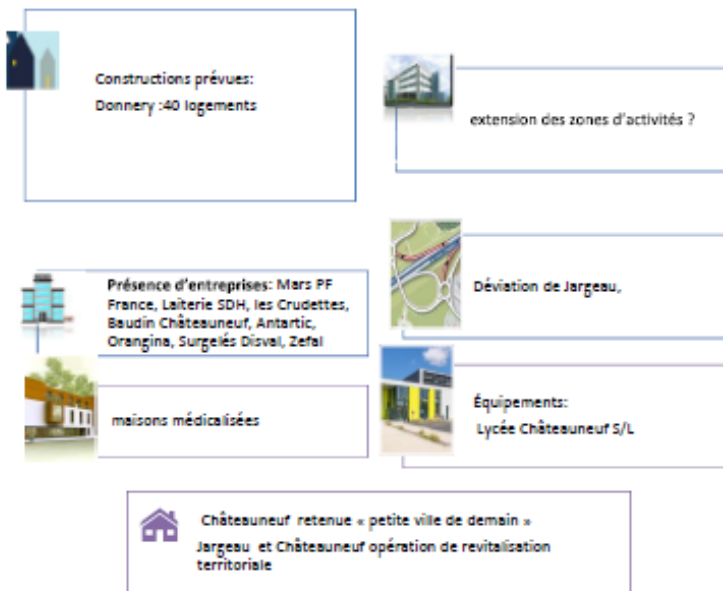 Constructions prévues:
Donnery :40 logements
extension des zones d'activités ?
Présence d'entreprises: Mars PF
France, Laiterie SDH, les Crudettes,
Baudin Châteauneuf, Antartic,
Orangina, Surgelés Disval, Zefal
Déviation de Jargeau,
maisons médicalisées
Équipements:
Lycée Châteauneuf S/L
Châteauneuf retenue « petite ville de demain »
Jargeau et Châteauneuf opération de revitalisation
territoriale